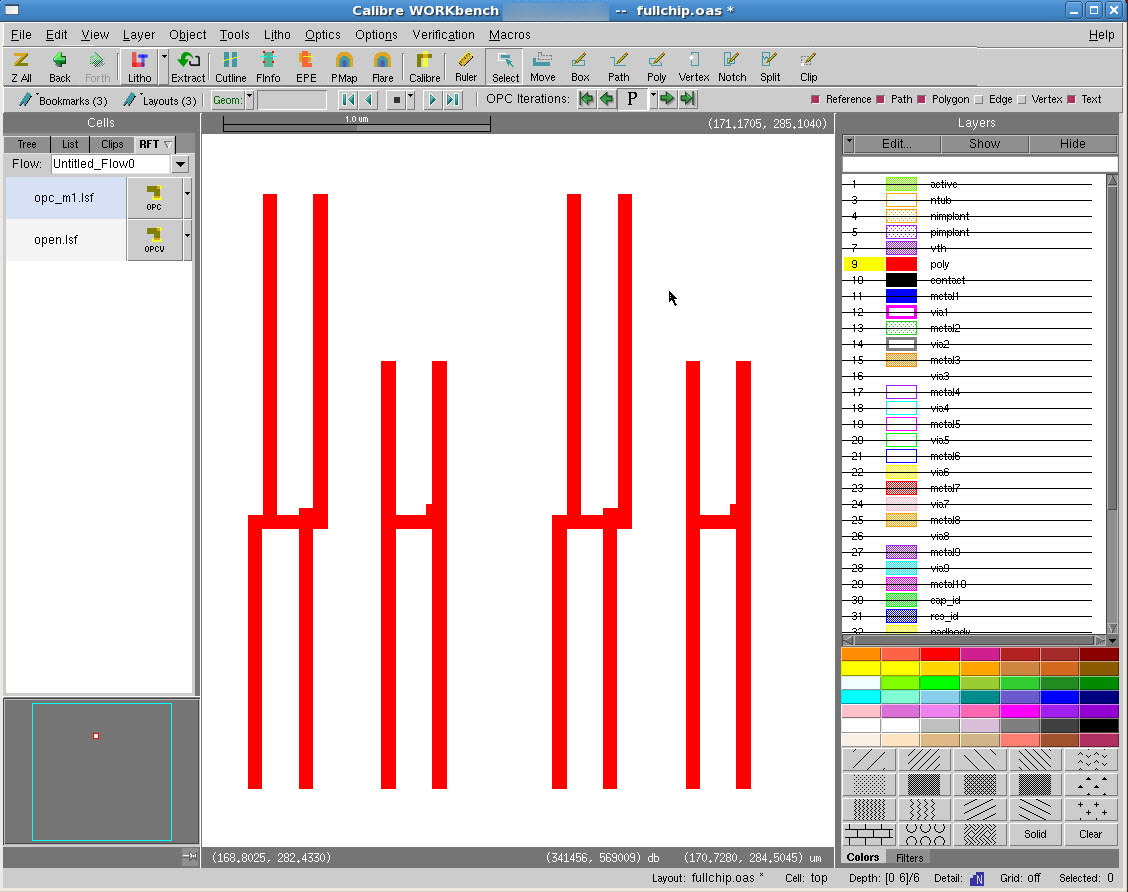 Calibre WORKbench -- fullchip.oas *
File Edit View Layer Object Tools Litho Optics Options Verification Macros Help
Z All Back Forth Litho Extract Cutline FInfo EPE PMap Flare Calibre Ruler Select Move Box Path Poly Vertex Notch Split Clip
Bookmarks (3) Layouts (3) Geom: OPC Iterations: P Reference Path Polygon Edge Vertex Text
Cells
1.0 um
(171.1705, 285.1040)
Layers
Tree List Clips RFT
Edit... Show Hide
Flow: Untitled_Flow0
opc_m1.lsf OPC
open.lsf OPCV
1 active
3 ntub
4 nimplant
5 pimplant
7 vth
9 poly
10 contact
11 metal1
12 via1
13 metal2
14 via2
15 metal3
16 via3
17 metal4
18 via4
19 metal5
20 via5
21 metal6
22 via6
23 metal7
24 via7
25 metal8
26 via8
27 metal9
28 via9
29 metal10
30 cap_id
31 res_id
32 padbody
Solid Clear
Colors Filters
(168.8025, 282.4330) (341456, 569009) db (170.7280, 284.5045) um
Layout: fullchip.oas * Cell: top Depth: [0 6]/6 Detail: N Grid: off Selected: 0